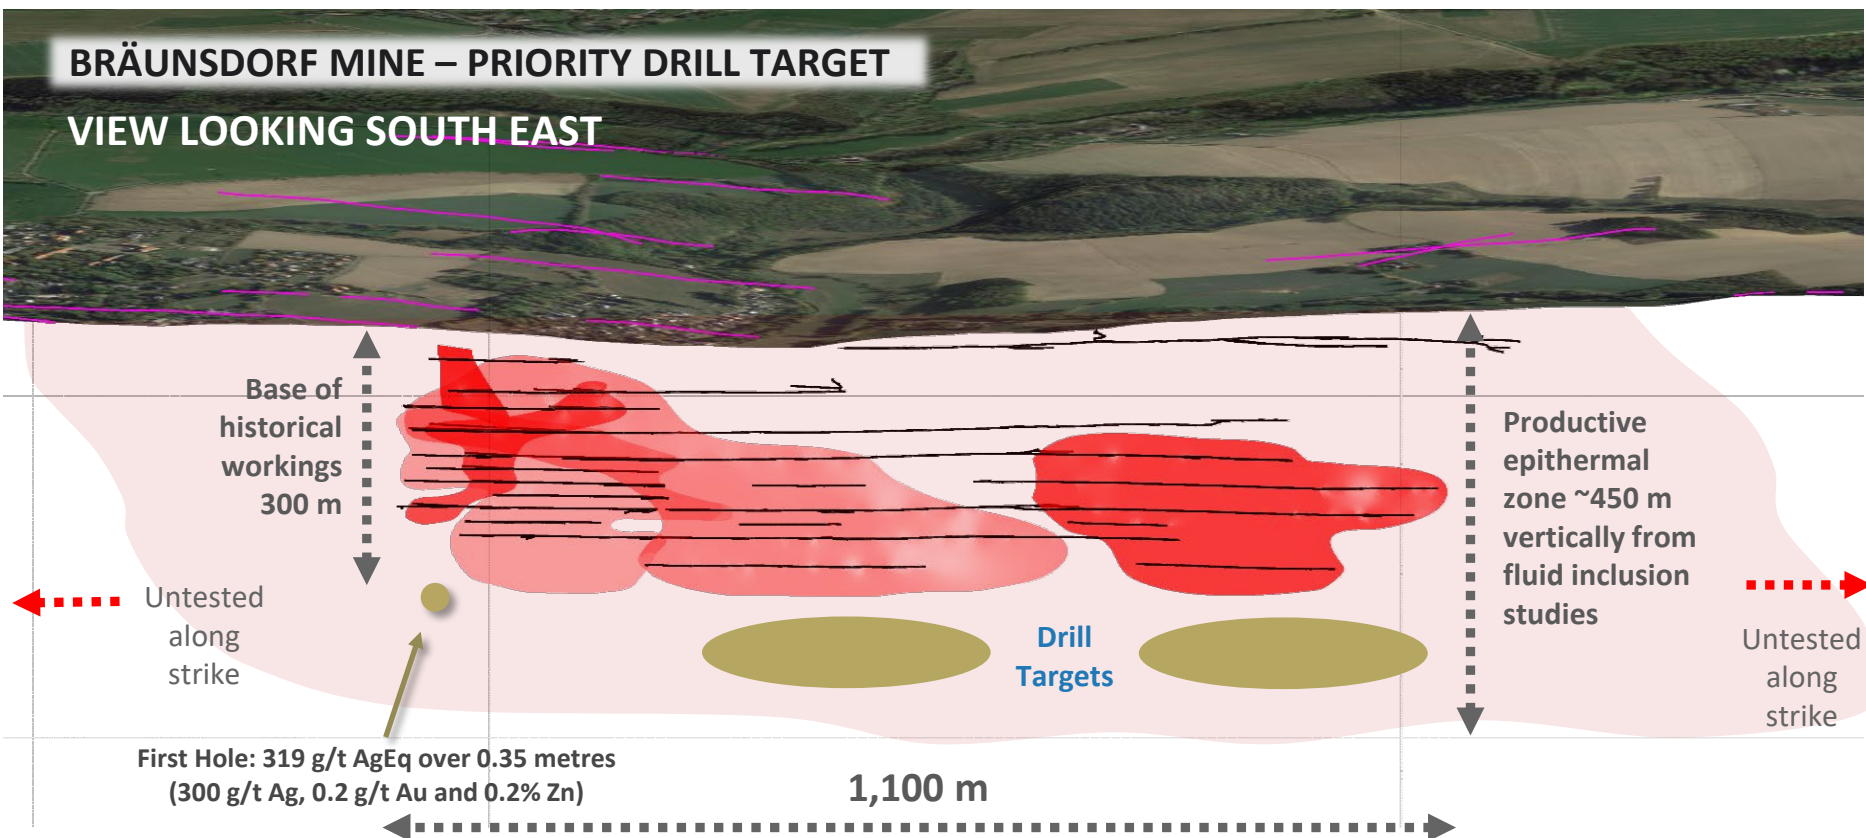 BRÄUNSDORF MINE – PRIORITY DRILL TARGET
VIEW LOOKING SOUTH EAST
Base of
historical
workings
300 m
Productive
epithermal
zone ~450 m
vertically from
fluid inclusion
studies
Untested
along
strike
Drill
Targets
Untested
along
strike
First Hole: 319 g/t AgEq over 0.35 metres
(300 g/t Ag, 0.2 g/t Au and 0.2% Zn)
1,100 m